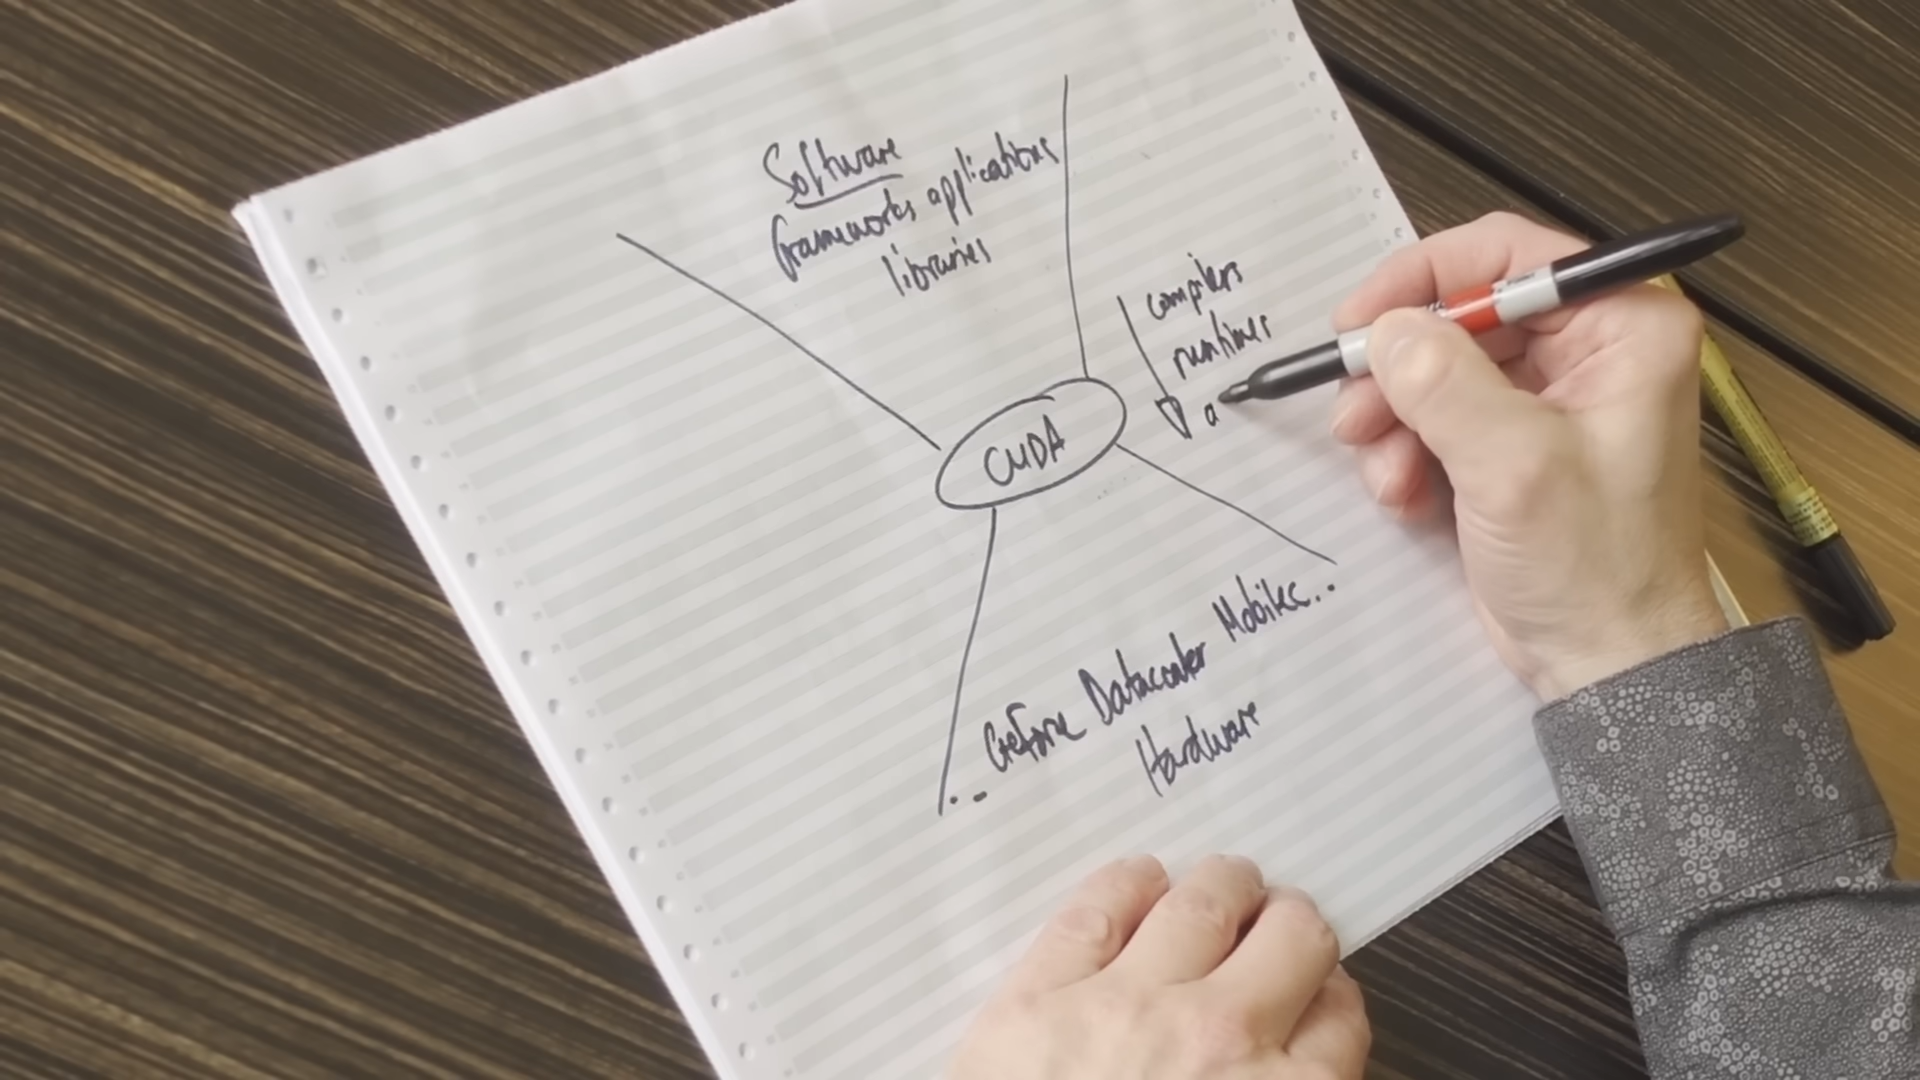 Software
frameworks applications
libraries
compilers
runtimes
a
CUDA
.. GeForce Datacenter Mobile..
Hardware